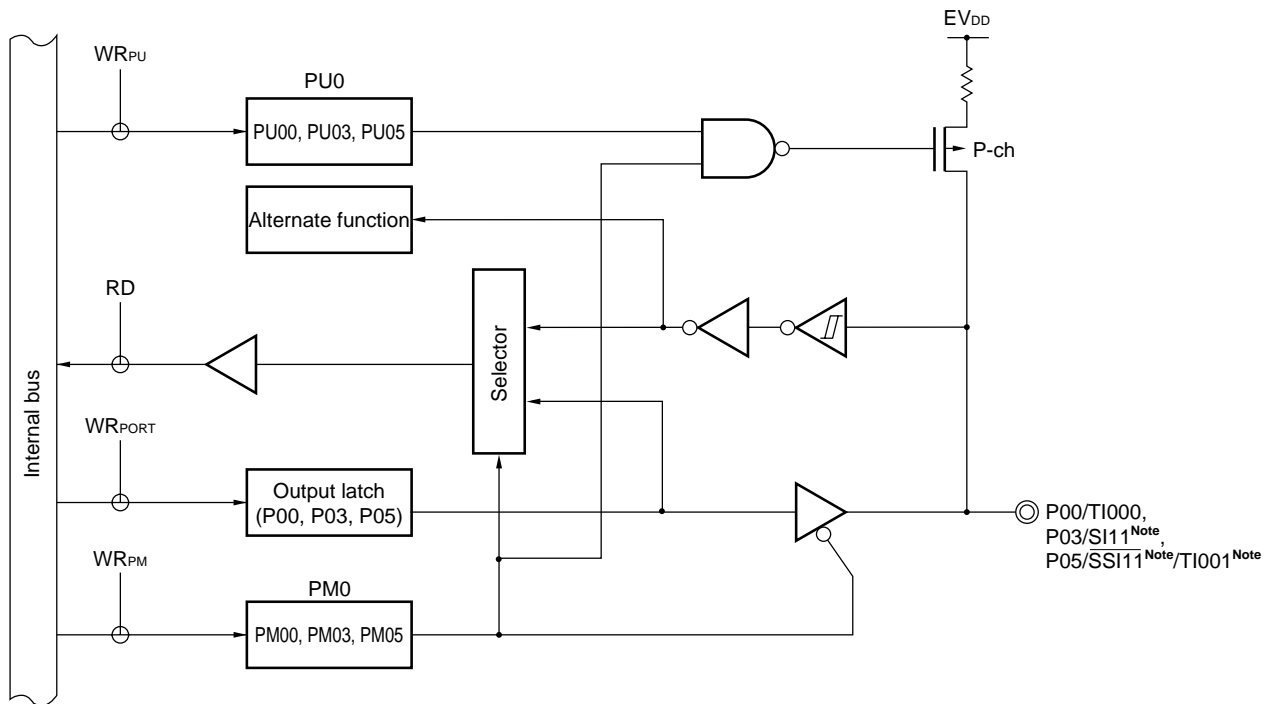 EVDD
WRPU
PU0
PU00, PU03, PU05
P-ch
Alternate function
RD
Selector
Internal bus
WRPORT
Output latch
(P00, P03, P05)
P00/TI000,
P03/SI11Note,
P05/SSI11Note/TI001Note
WRPM
PM0
PM00, PM03, PM05